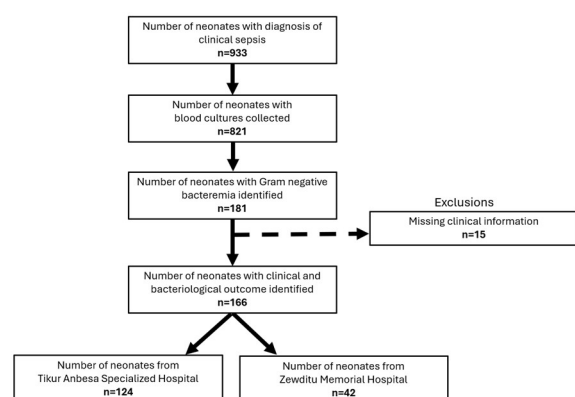 Number of neonates with diagnosis of
clinical sepsis
n=933
Number of neonates with
blood cultures collected
n=821
Number of neonates with Gram negative
bacteremia identified
n=181
Exclusions
Missing clinical information
n=15
Number of neonates with clinical and
bacteriological outcome identified
n=166
Number of neonates from
Tikur Anbesa Specialized Hospital
n=124
Number of neonates from
Zewditu Memorial Hospital
n=42